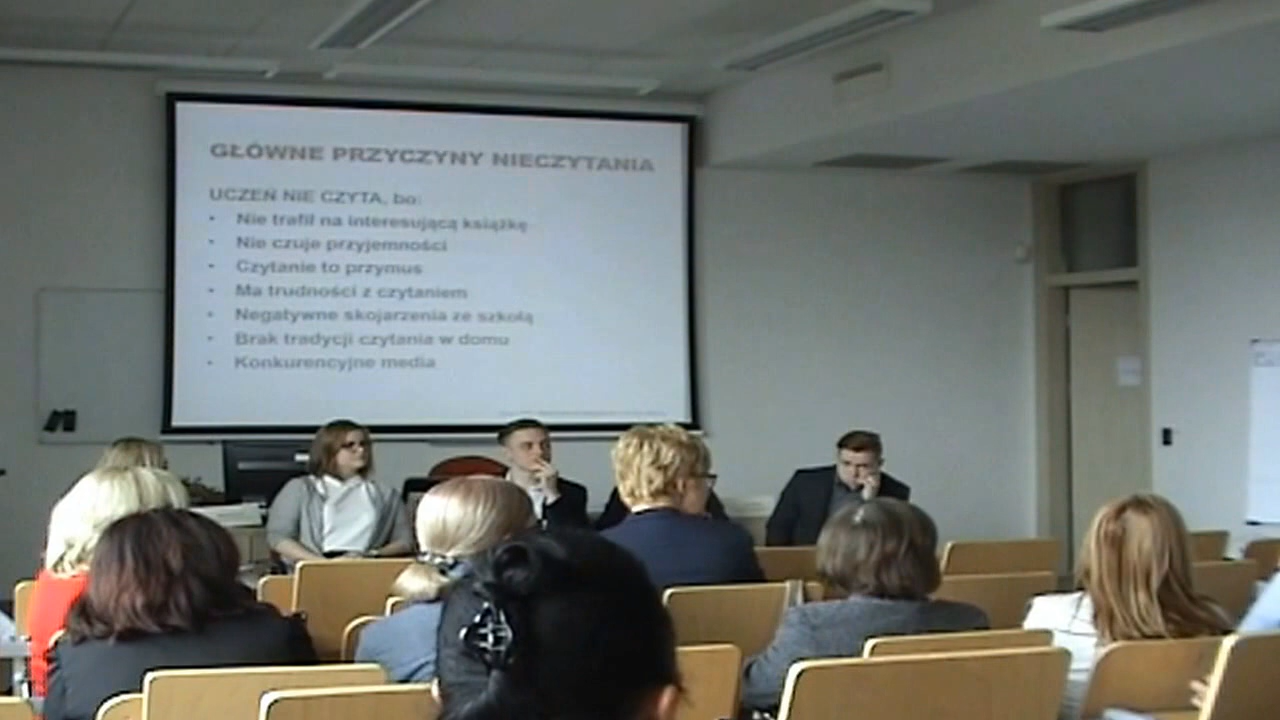 GŁÓWNE PRZYCZYNY NIECZYTANIA
UCZEŃ NIE CZYTA, bo:
• Nie trafił na interesującą książkę
• Nie czuje przyjemności
• Czytanie to przymus
• Ma trudności z czytaniem
• Negatywne skojarzenia ze szkołą
• Brak tradycji czytania w domu
• Konkurencyjne media